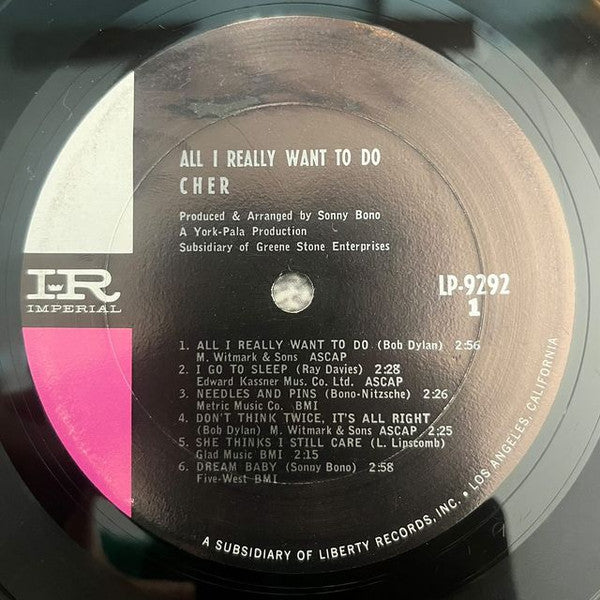 ALL I REALLY WANT TO DO
CHER
Produced & Arranged by Sonny Bono
A York-Pala Production
Subsidiary of Greene Stone Enterprises
IR
IMPERIAL
LP-9292
1
1. ALL I REALLY WANT TO DO (Bob Dylan) 2:56
M. Witmark & Sons ASCAP
2. I GO TO SLEEP (Ray Davies) 2:28
Edward Kassner Mus. Co. Ltd. ASCAP
3. NEEDLES AND PINS (Bono-Nitzsche) 2:26
Metric Music Co. BMI
4. DON'T THINK TWICE, IT'S ALL RIGHT
(Bob Dylan) M. Witmark & Sons ASCAP 2:25
5. SHE THINKS I STILL CARE (L. Linscomb)
Glad Music BMI 2:15
6. DREAM BABY (Sonny Bono) 2:58
Five-West BMI
A SUBSIDIARY OF LIBERTY RECORDS, INC. • LOS ANGELES, CALIFORNIA